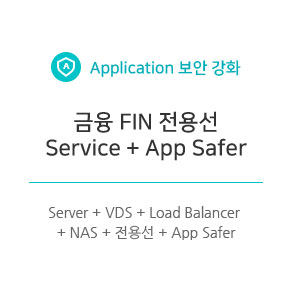 Application 보안 강화
금융 FIN 전용선
Service + App Safer
Server + VDS + Load Balancer
+ NAS + 전용선 + App Safer